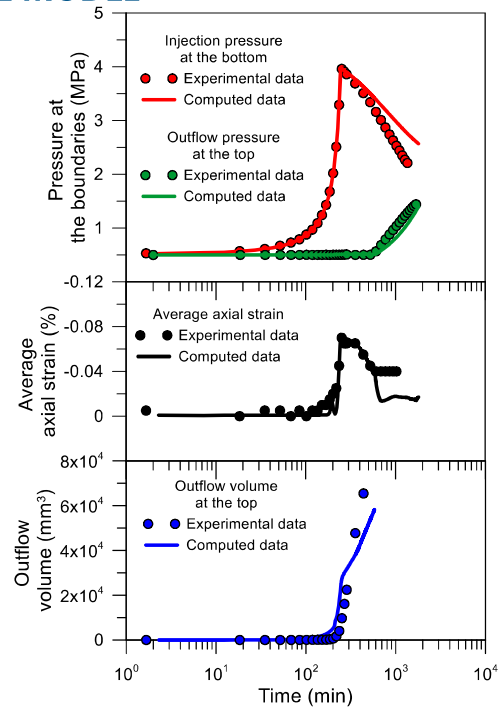 5
4
3
2
1
Pressure at
the boundaries (MPa)
Injection pressure
at the bottom
Experimental data
Computed data
Outflow pressure
at the top
Experimental data
Computed data
-0.12
-0.08
-0.04
0
Average
axial strain (%)
Average axial strain
Experimental data
Computed data
8x10⁴
6x10⁴
4x10⁴
2x10⁴
0
Outflow
volume (mm³)
Outflow volume
at the top
Experimental data
Computed data
10⁰ 10¹ 10² 10³ 10⁴
Time (min)